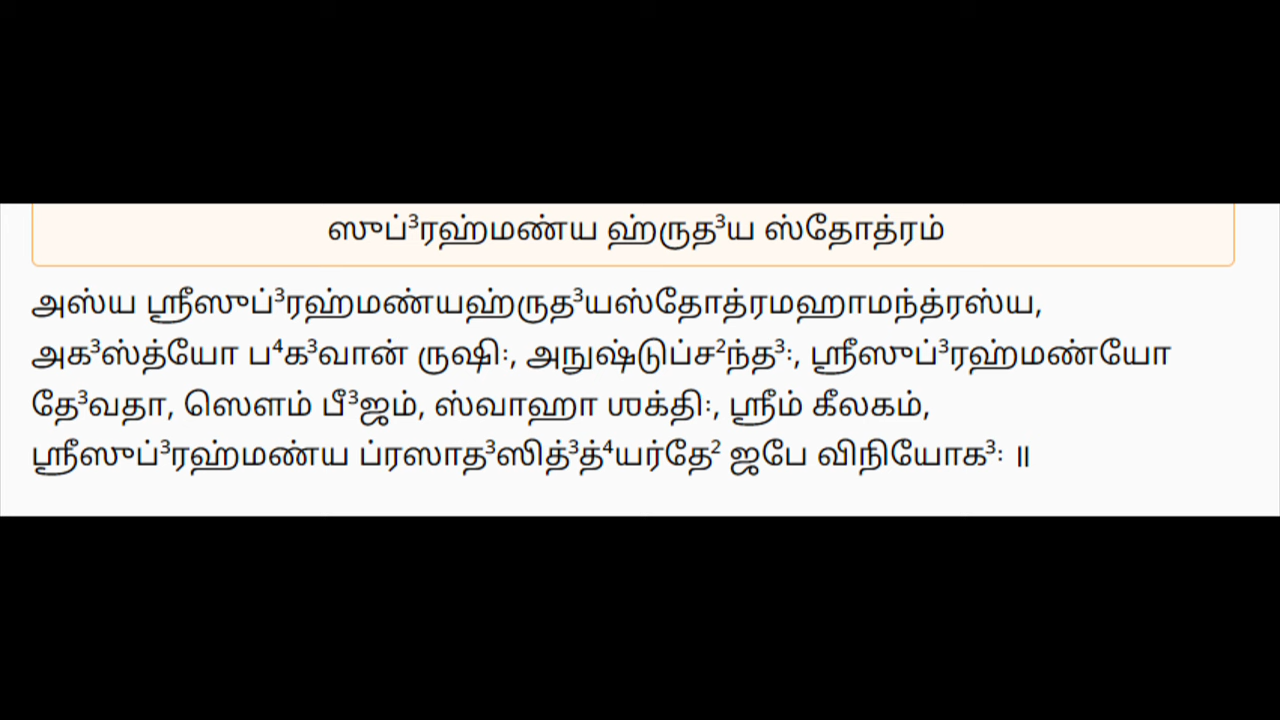 ஸுப்³ரஹ்மண்ய ஹ்ருத³ய ஸ்தோத்ரம்
அஸ்ய ஶ்ரீஸுப்³ரஹ்மண்யஹ்ருத³யஸ்தோத்ரமஹாமந்த்ரஸ்ய,
அக³ஸ்த்யோ ப⁴க³வான் ருஷி꞉, அநுஷ்டுப்ச²ந்த³꞉, ஶ்ரீஸுப்³ரஹ்மண்யோ
தே³வதா, ஸௌம் பீ³ஜம், ஸ்வாஹா ஶக்தி꞉, ஶ்ரீம் கீலகம்,
ஶ்ரீஸுப்³ரஹ்மண்ய ப்ரஸாத³ஸித்³த்⁴யர்தே² ஜபே விநியோக³꞉ ॥